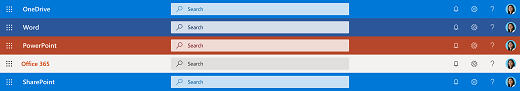 OneDrive Search ?
Word Search ?
PowerPoint Search ?
Office 365 Search ?
SharePoint Search ?